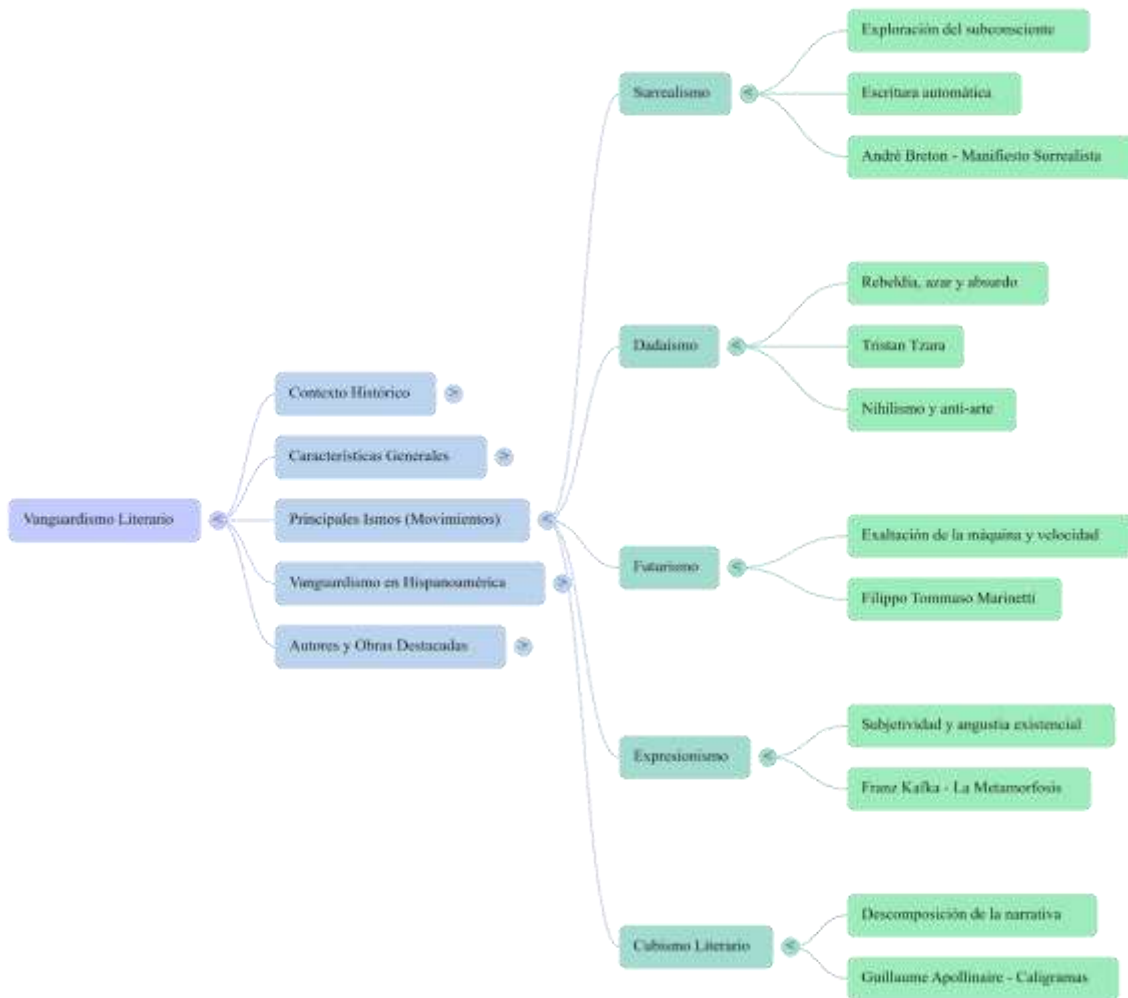 Vanguardismo Literario
Contexto Histórico
Características Generales
Principales Ismos (Movimientos)
Vanguardismo en Hispanoamérica
Autores y Obras Destacadas
Surrealismo
Exploración del subconsciente
Escritura automática
André Breton - Manifiesto Surrealista
Dadaísmo
Rebeldía, azar y absurdo
Tristan Tzara
Nihilismo y anti-arte
Futurismo
Exaltación de la máquina y velocidad
Filippo Tommaso Marinetti
Expresionismo
Subjetividad y angustia existencial
Franz Kafka - La Metamorfosis
Cubismo Literario
Descomposición de la narrativa
Guillaume Apollinaire - Caligramas